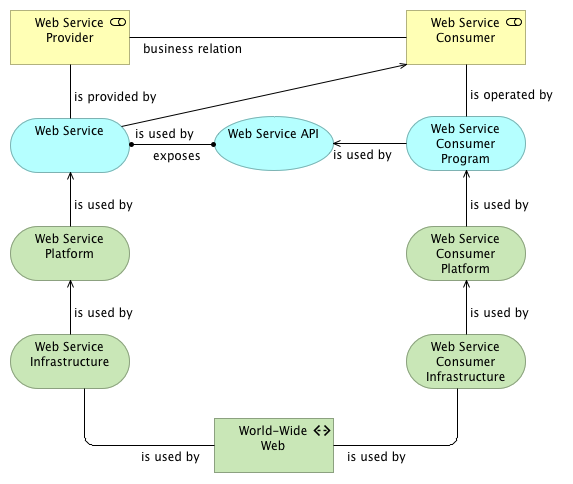 Web Service
Provider
Web Service
Consumer
business relation
is provided by
is operated by
Web Service
is used by
exposes
Web Service API
is used by
Web Service
Consumer
Program
is used by
is used by
Web Service
Platform
Web Service
Consumer
Platform
is used by
is used by
Web Service
Infrastructure
Web Service
Consumer
Infrastructure
World-Wide
Web
is used by
is used by